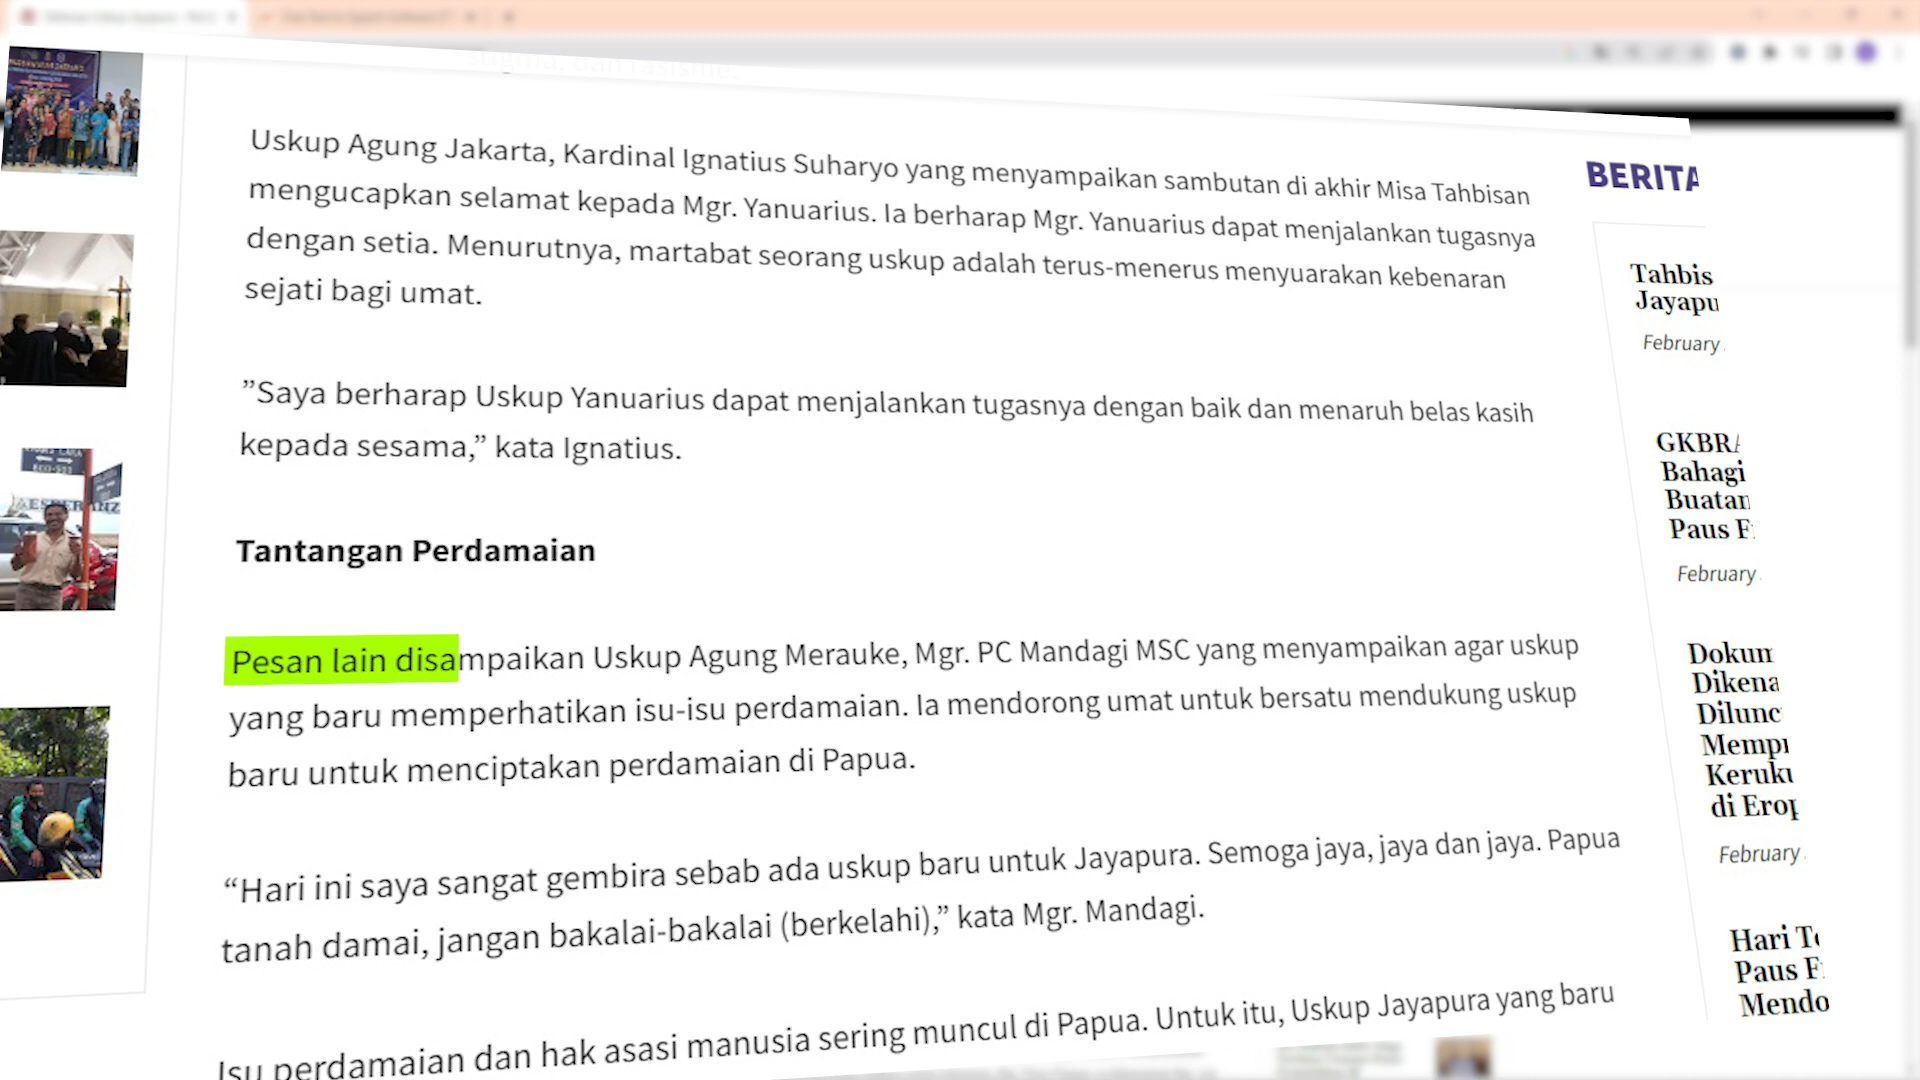 stigma, dan rasisme
Uskup Agung Jakarta, Kardinal Ignatius Suharyo yang menyampaikan sambutan di akhir Misa Tahbisan
mengucapkan selamat kepada Mgr. Yanuarius. Ia berharap Mgr. Yanuarius dapat menjalankan tugasnya
dengan setia. Menurutnya, martabat seorang uskup adalah terus-menerus menyuarakan kebenaran
sejati bagi umat.
”Saya berharap Uskup Yanuarius dapat menjalankan tugasnya dengan baik dan menaruh belas kasih
kepada sesama,” kata Ignatius.
Tantangan Perdamaian
Pesan lain disampaikan Uskup Agung Merauke, Mgr. PC Mandagi MSC yang menyampaikan agar uskup
yang baru memperhatikan isu-isu perdamaian. Ia mendorong umat untuk bersatu mendukung uskup
baru untuk menciptakan perdamaian di Papua.
“Hari ini saya sangat gembira sebab ada uskup baru untuk Jayapura. Semoga jaya, jaya dan jaya. Papua
tanah damai, jangan bakalai-bakalai (berkelahi),” kata Mgr. Mandagi.
Isu perdamaian dan hak asasi manusia sering muncul di Papua. Untuk itu, Uskup Jayapura yang baru
BERITA
Tahbis
Jayapu
February
GKBRA
Bahagi
Buatan
Paus F
February
Dokum
Dikena
Dilunc
Mempe
Keruku
di Erop
February
Hari Te
Paus F
Mendo